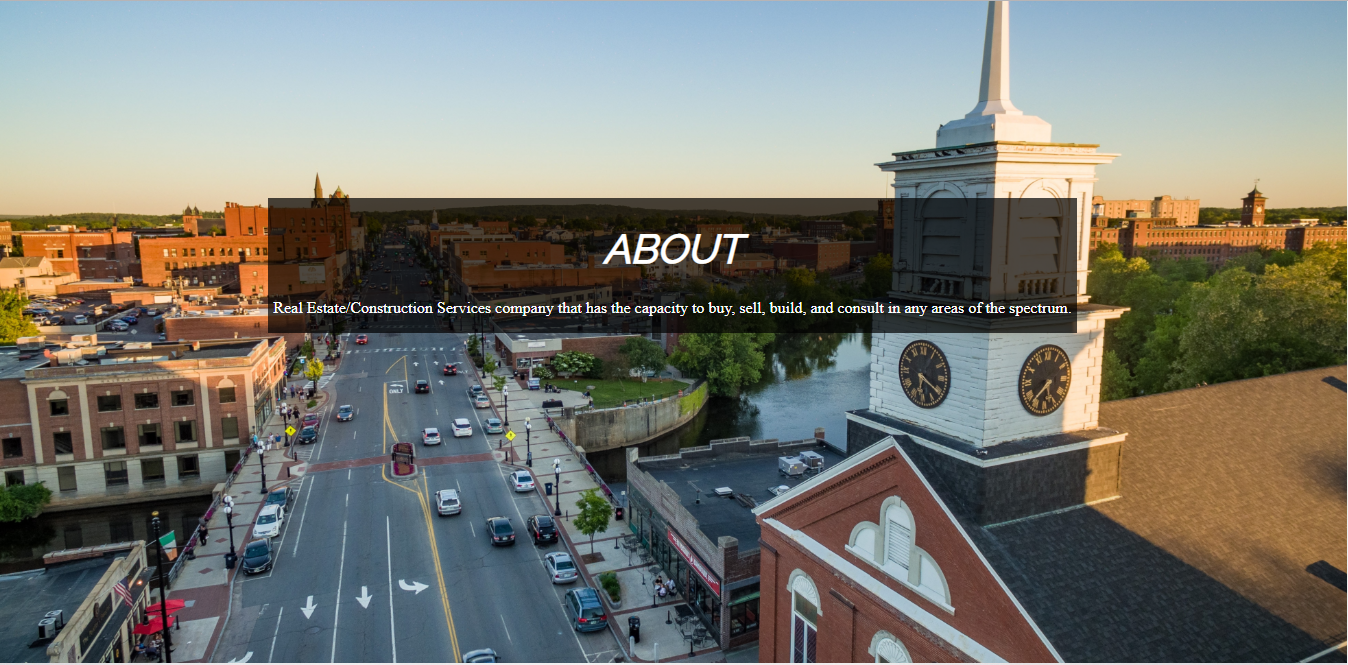 ABOUT
Real Estate/Construction Services company that has the capacity to buy, sell, build, and consult in any areas of the spectrum.